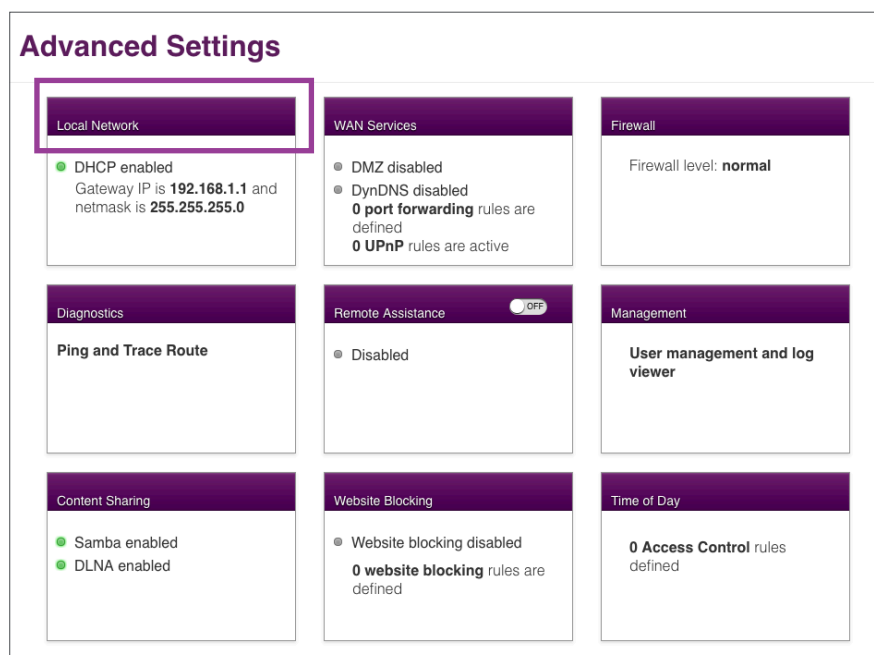 Advanced Settings
Local Network
DHCP enabled
Gateway IP is 192.168.1.1 and
netmask is 255.255.255.0
WAN Services
DMZ disabled
DynDNS disabled
0 port forwarding rules are
defined
0 UPnP rules are active
Firewall
Firewall level: normal
Diagnostics
Ping and Trace Route
Remote Assistance
OFF
Disabled
Management
User management and log
viewer
Content Sharing
Samba enabled
DLNA enabled
Website Blocking
Website blocking disabled
0 website blocking rules are
defined
Time of Day
0 Access Control rules
defined